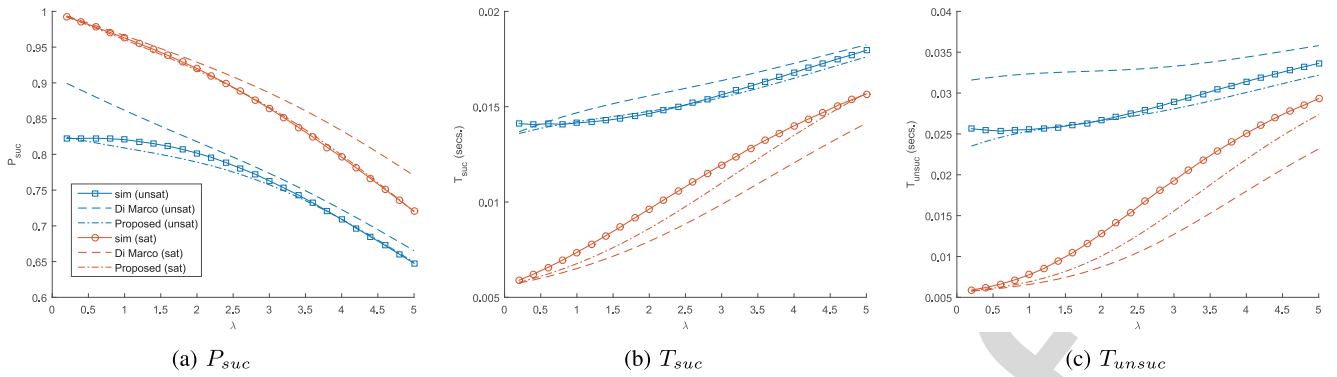 1
0.95
0.9
0.85
0.8
0.75
0.7
0.65
0.6
P_suc
sim (unsat)
Di Marco (unsat)
Proposed (unsat)
sim (sat)
Di Marco (sat)
Proposed (sat)
0.5 1 1.5 2 2.5 3 3.5 4 4.5 5
λ
(a) P_suc
0.02
0.015
0.01
0.005
T_suc (secs.)
0.5 1 1.5 2 2.5 3 3.5 4 4.5 5
λ
(b) T_suc
0.04
0.035
0.03
0.025
0.02
0.015
0.01
0.005
T_unsuc (secs.)
0.5 1 1.5 2 2.5 3 3.5 4 4.5 5
λ
(c) T_unsuc